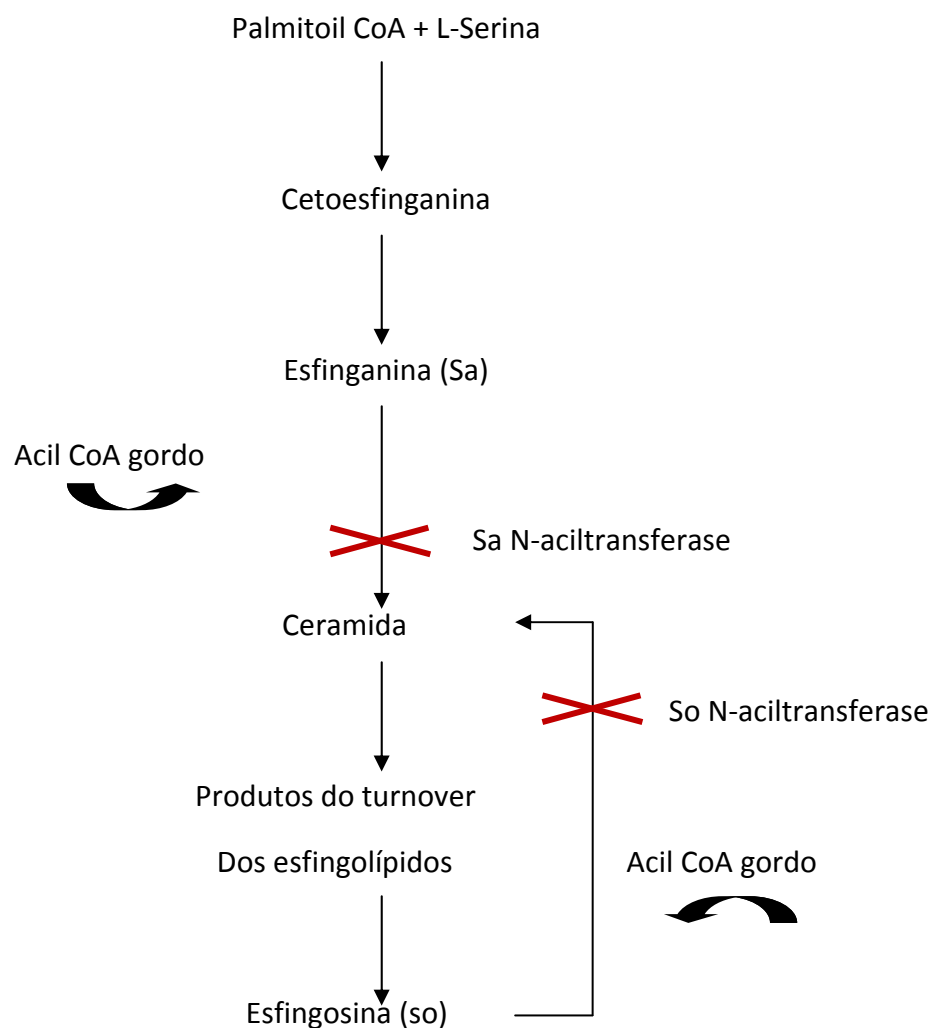 Palmitoil CoA + L-Serina
Cetoesfinganina
Esfinganina (Sa)
Acil CoA gordo
Sa N-aciltransferase
Ceramida
So N-aciltransferase
Produtos do turnover
Dos esfingolípidos
Acil CoA gordo
Esfingosina (so)